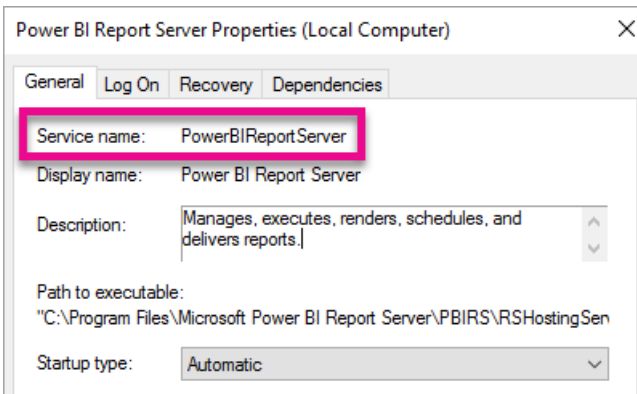 Power BI Report Server Properties (Local Computer)
General Log On Recovery Dependencies
Service name: PowerBIReportServer
Display name: Power BI Report Server
Description: Manages, executes, renders, schedules, and
delivers reports.
Path to executable:
"C:\Program Files\Microsoft Power BI Report Server\PBIRS\RSHostingServ
Startup type: Automatic